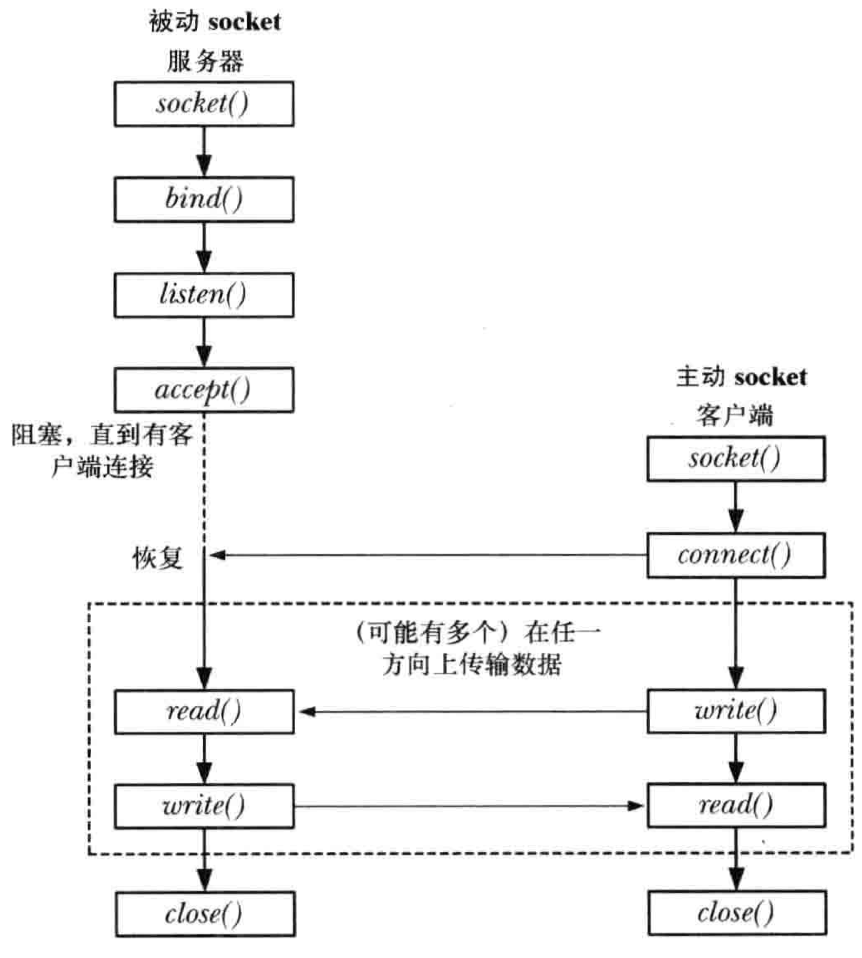 被动 socket
服务器
socket()
bind()
listen()
accept()
阻塞，直到有客
户端连接
主动 socket
客户端
socket()
恢复
connect()
（可能有多个）在任一
方向上传输数据
read()
write()
write()
read()
close()
close()